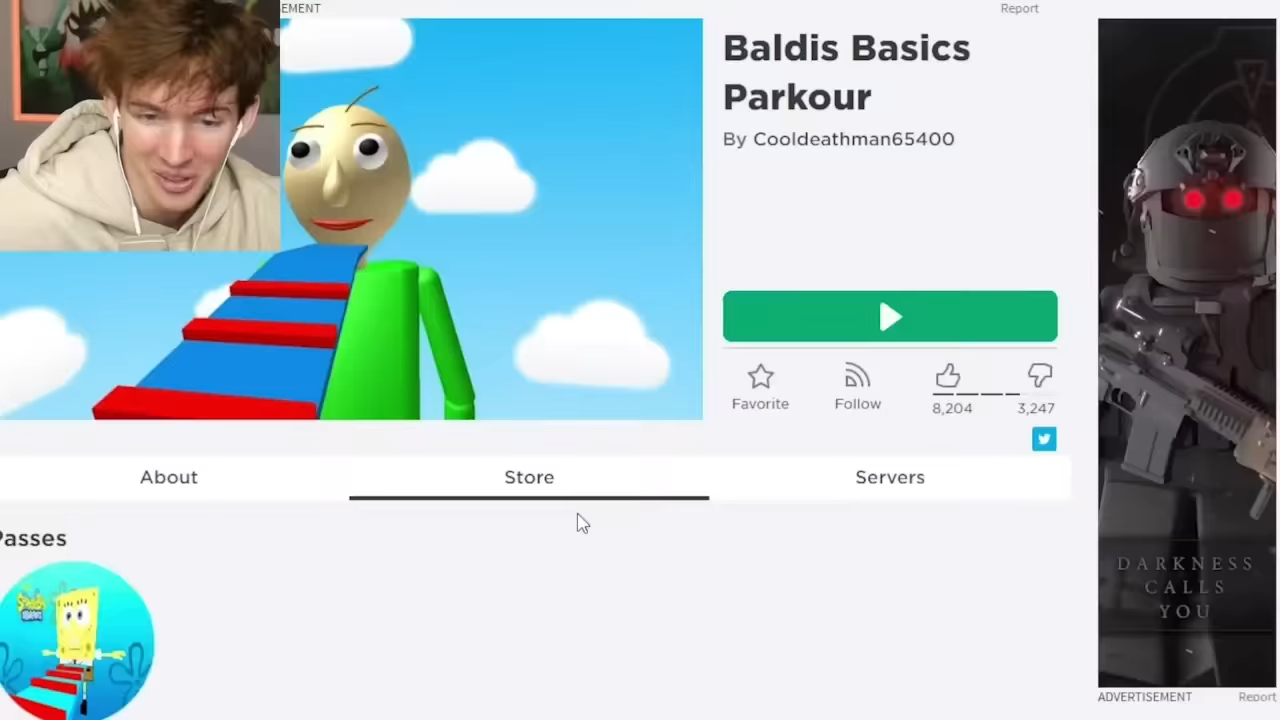 EMENT
Report
Baldis Basics
Parkour
By Cooldeathman65400
Favorite
Follow
8,204
3,247
About
Store
Servers
Passes
DARKNESS
CALLS
YOU
ADVERTISEMENT
Report